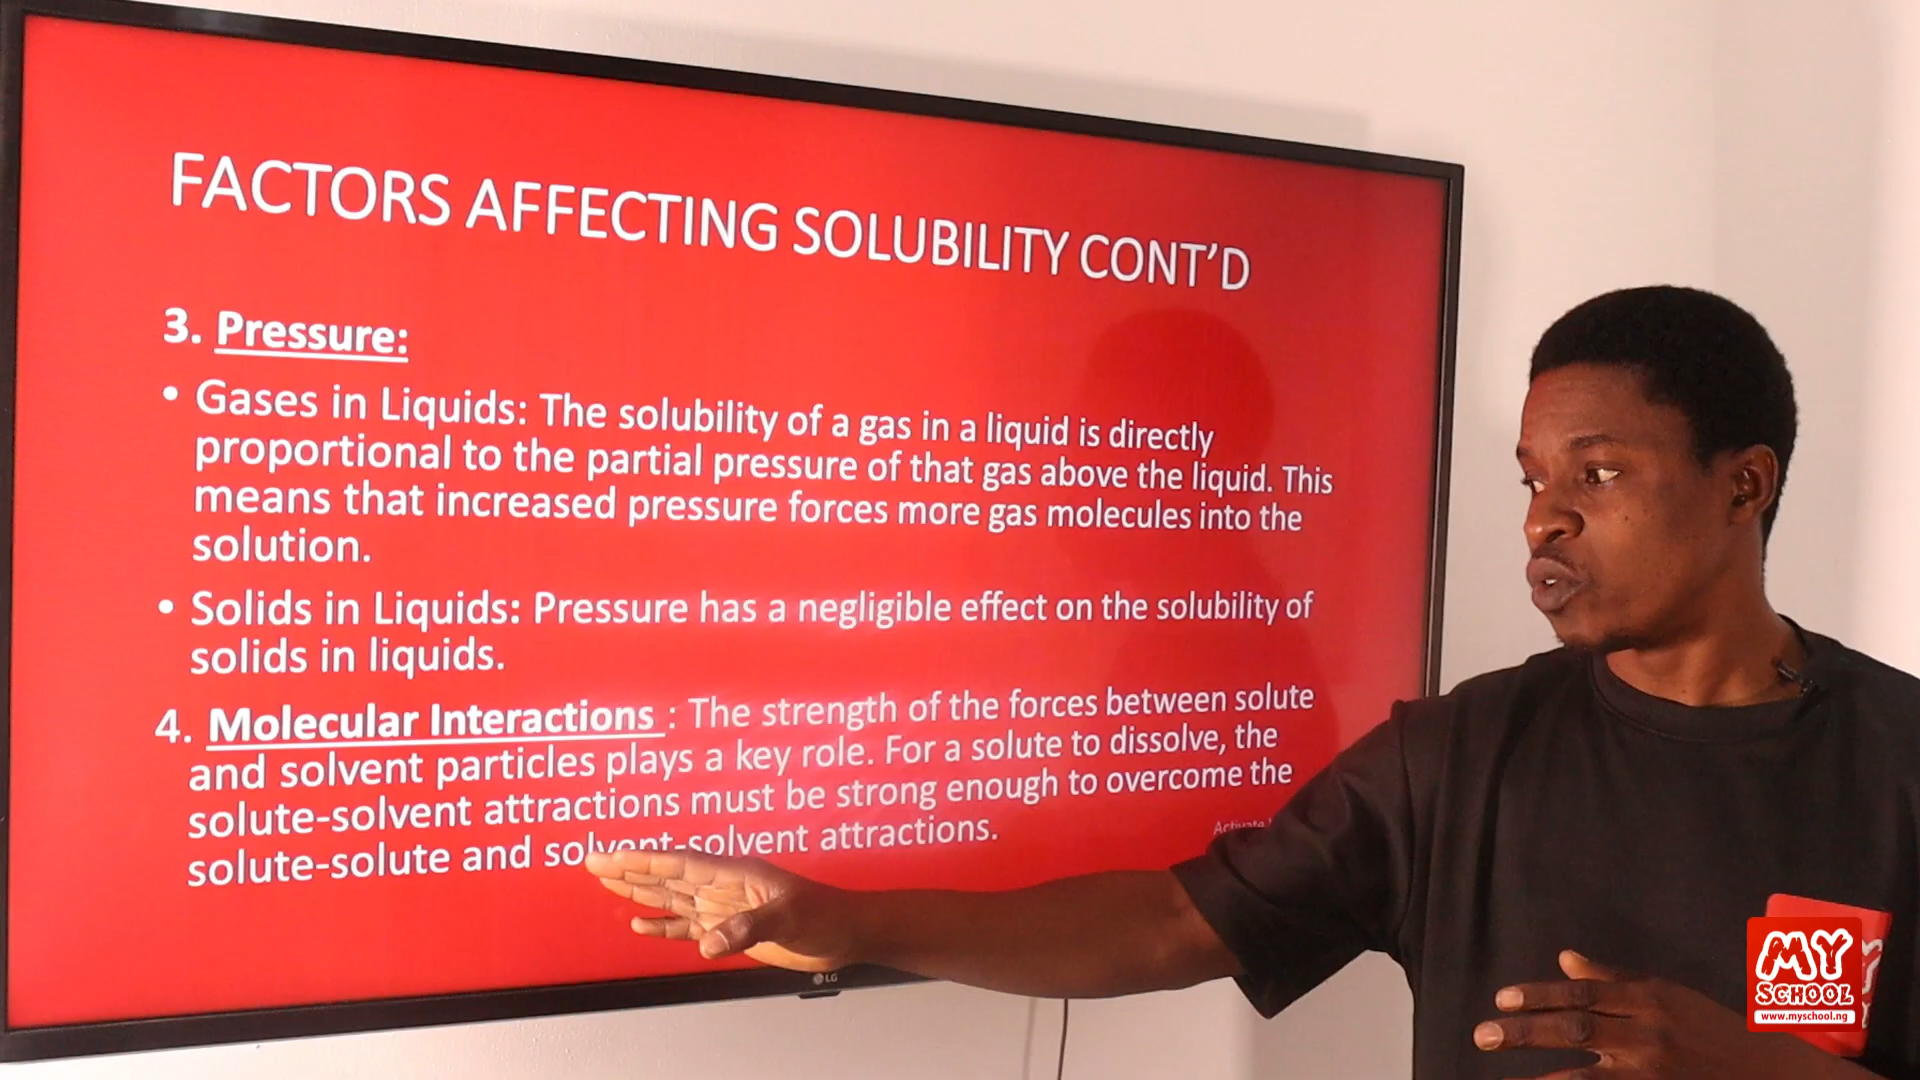 FACTORS AFFECTING SOLUBILITY CONT'D
3. Pressure:
• Gases in Liquids: The solubility of a gas in a liquid is directly
proportional to the partial pressure of that gas above the liquid. This
means that increased pressure forces more gas molecules into the
solution.
• Solids in Liquids: Pressure has a negligible effect on the solubility of
solids in liquids.
4. Molecular Interactions : The strength of the forces between solute
and solvent particles plays a key role. For a solute to dissolve, the
solute-solvent attractions must be strong enough to overcome the
solute-solute and solvent-solvent attractions.
Activate
LG
MY
SCHOOL
www.myschool.ng